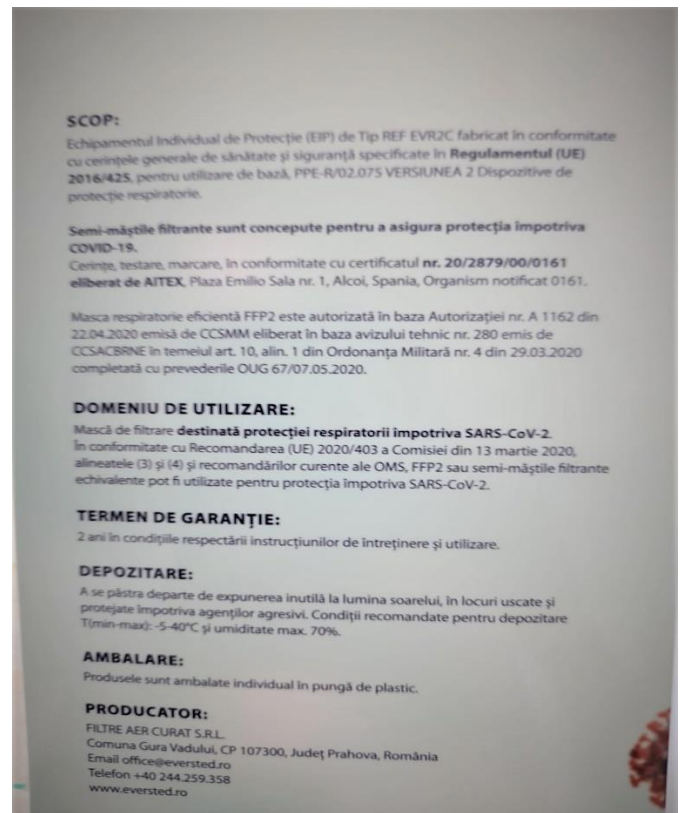 SCOP:
Echipamentul Individual de Protecție (EIP) de Tip REF EVR2C fabricat în conformitate
cu cerințele generale de sănătate și siguranță specificate în Regulamentul (UE)
2016/425, pentru utilizare de bază, PPE-R/02.075 VERSIUNEA 2 Dispozitive de
protecție respiratorie.
Semi-măștile filtrante sunt concepute pentru a asigura protecția împotriva
COVID-19.
Cerințe, testare, marcare, în conformitate cu certificatul nr. 20/2879/00/0161
eliberat de AITEX, Plaza Emilio Sala nr. 1, Alcoi, Spania, Organism notificat 0161.
Masca respiratorie eficientă FFP2 este autorizată în baza Autorizației nr. A 1162 din
22.04.2020 emisă de CCSMM eliberat în baza avizului tehnic nr. 280 emis de
CCSACBRNE în temeiul art. 10, alin. 1 din Ordonanța Militară nr. 4 din 29.03.2020
completată cu prevederile OUG 67/07.05.2020.
DOMENIU DE UTILIZARE:
Mască de filtrare destinată protecției respiratorii împotriva SARS-CoV-2.
În conformitate cu Recomandarea (UE) 2020/403 a Comisiei din 13 martie 2020,
alineatele (3) și (4) și recomandărilor curente ale OMS, FFP2 sau semi-măștile filtrante
echivalente pot fi utilizate pentru protecția împotriva SARS-CoV-2.
TERMEN DE GARANȚIE:
2 ani în condițiile respectării instrucțiunilor de întreținere și utilizare.
DEPOZITARE:
A se păstra departe de expunerea inutilă la lumina soarelui, în locuri uscate și
protejate împotriva agenților agresivi. Condiții recomandate pentru depozitare
T(min-max): -5-40°C și umiditate max. 70%.
AMBALARE:
Produsele sunt ambalate individual în pungă de plastic.
PRODUCATOR:
FILTRE AER CURAT S.R.L.
Comuna Gura Vadului, CP 107300, Județ Prahova, România
Email office@eversted.ro
Telefon +40 244.259.358
www.eversted.ro